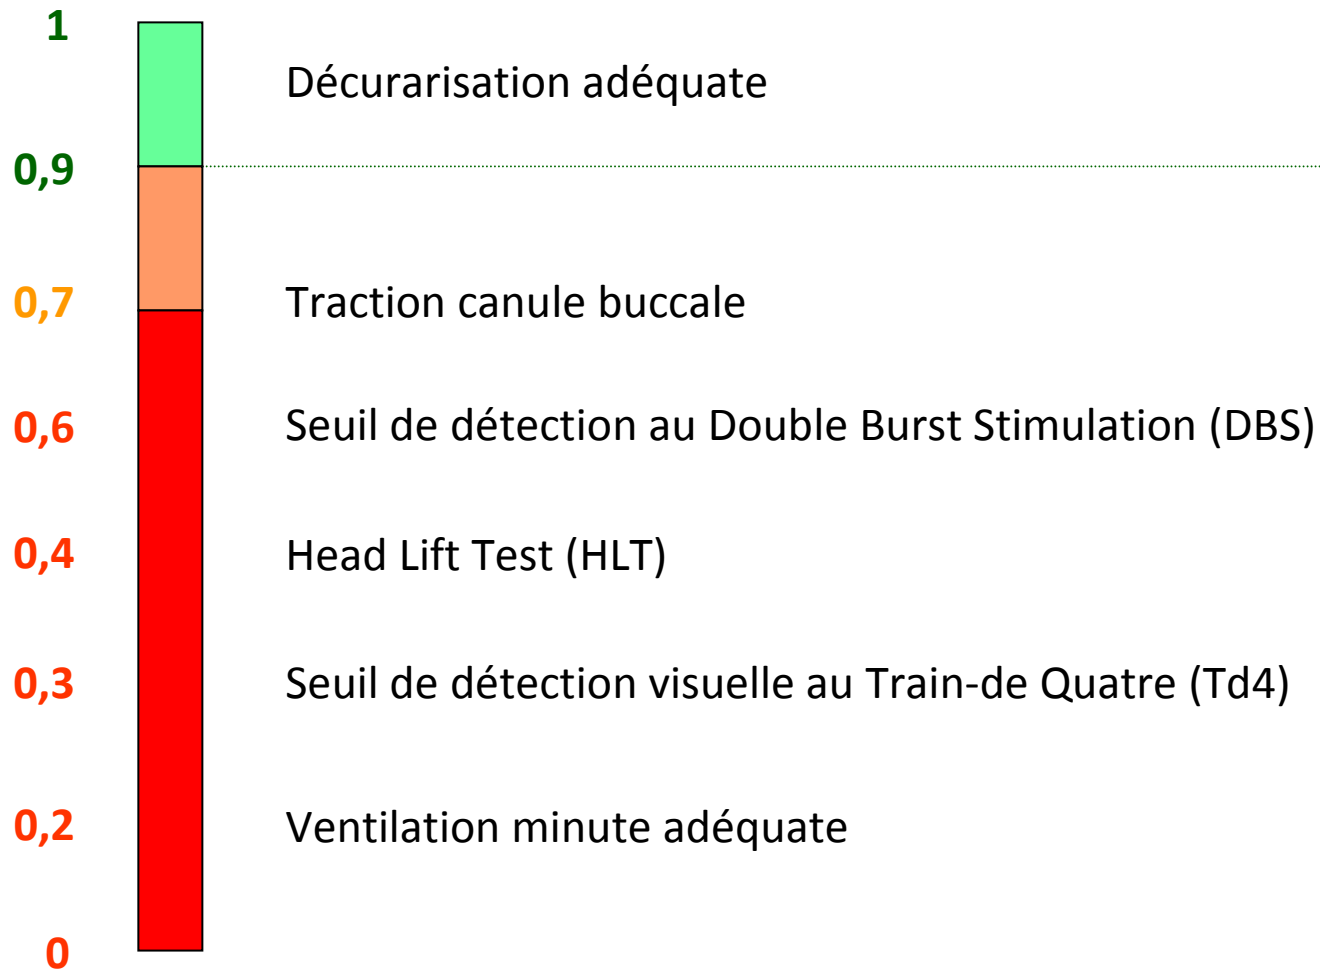 1
Décurarisation adéquate
0,9
0,7 Traction canule buccale
0,6 Seuil de détection au Double Burst Stimulation (DBS)
0,4 Head Lift Test (HLT)
0,3 Seuil de détection visuelle au Train-de Quatre (Td4)
0,2 Ventilation minute adéquate
0